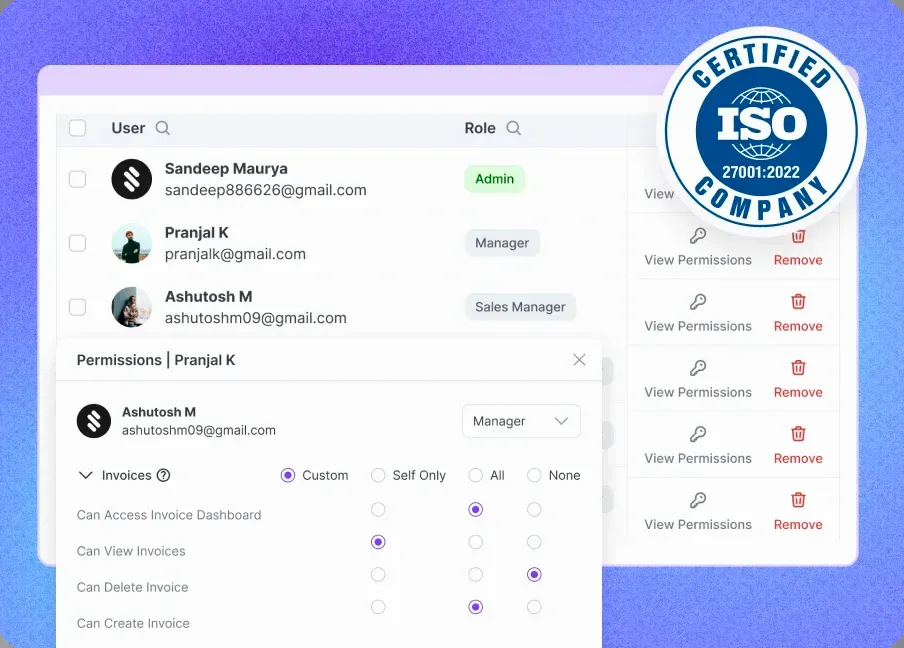 CERTIFIED
ISO
27001:2022
COMPANY
User
Role
Sandeep Maurya
sandeep886626@gmail.com
Admin
View
Pranjal K
pranjalk@gmail.com
Manager
View Permissions
Remove
Ashutosh M
ashutoshm09@gmail.com
Sales Manager
View Permissions
Remove
View Permissions
Remove
View Permissions
Remove
View Permissions
Remove
Permissions | Pranjal K
Ashutosh M
ashutoshm09@gmail.com
Manager
Invoices
Custom
Self Only
All
None
Can Access Invoice Dashboard
Can View Invoices
Can Delete Invoice
Can Create Invoice